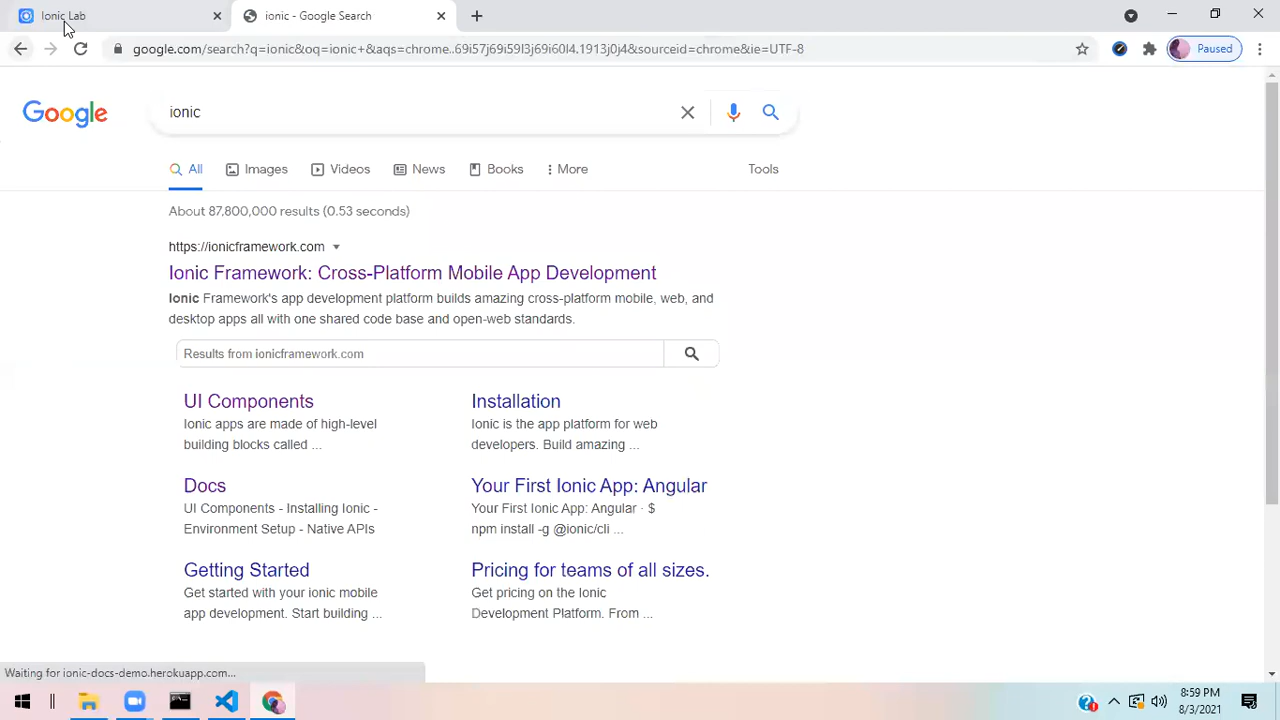 Ionic Lab
ionic - Google Search
google.com/search?q=ionic&oq=ionic+&aqs=chrome..69i57j69i59l3j69i60l4.1913j0j4&sourceid=chrome&ie=UTF-8
Paused
Google
ionic
All Images Videos News Books More Tools
About 87,800,000 results (0.53 seconds)
https://ionicframework.com
Ionic Framework: Cross-Platform Mobile App Development
Ionic Framework's app development platform builds amazing cross-platform mobile, web, and
desktop apps all with one shared code base and open-web standards.
Results from ionicframework.com
UI Components
Ionic apps are made of high-level
building blocks called ...
Installation
Ionic is the app platform for web
developers. Build amazing ...
Docs
UI Components - Installing Ionic -
Environment Setup - Native APIs
Your First Ionic App: Angular
Your First Ionic App: Angular · $
npm install -g @ionic/cli ...
Getting Started
Get started with your ionic mobile
app development. Start building ...
Pricing for teams of all sizes.
Get pricing on the Ionic
Development Platform. From ...
Waiting for ionic-docs-demo.herokuapp.com...
8:59 PM
8/3/2021